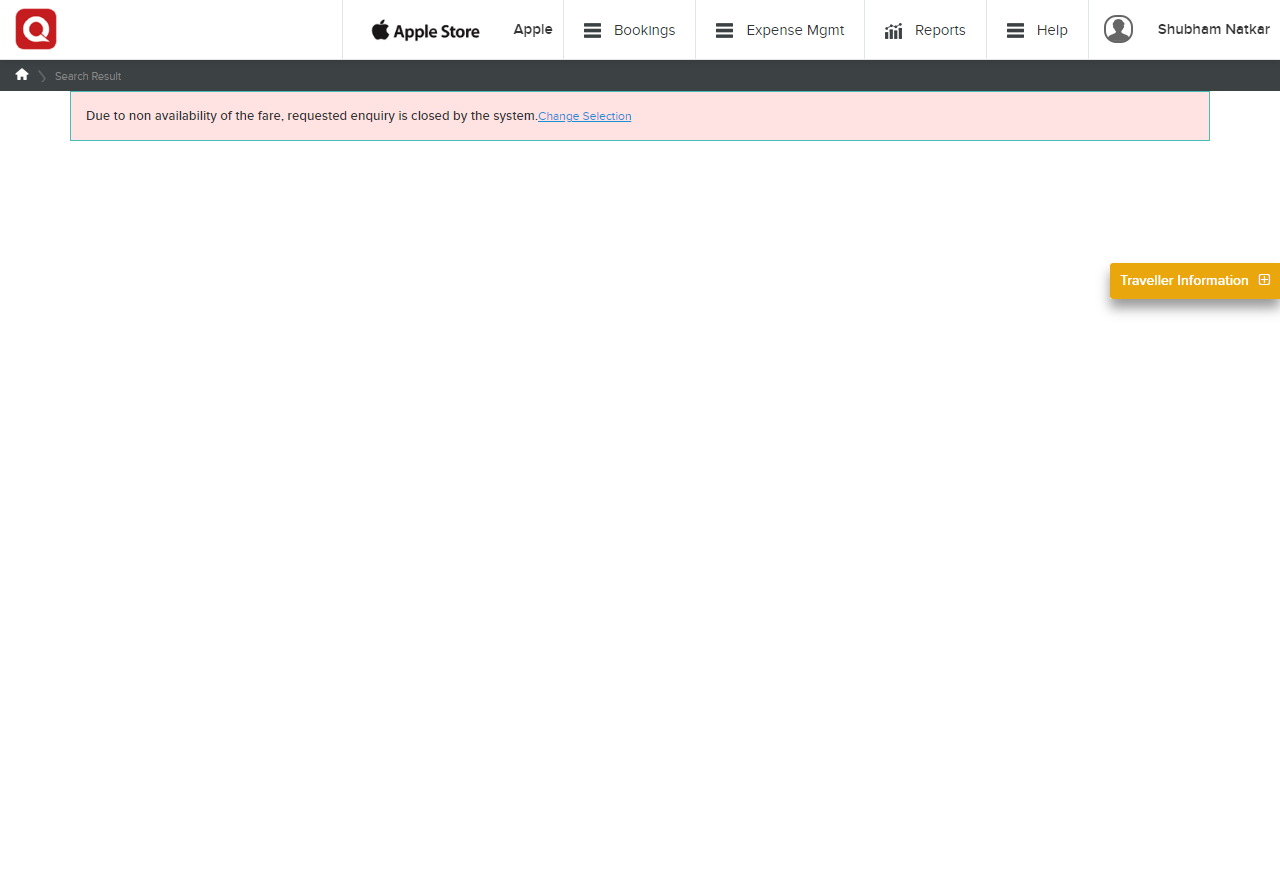 Apple Store
Apple
Bookings
Expense Mgmt
Reports
Help
Shubham Natkar
Search Result
Due to non availability of the fare, requested enquiry is closed by the system.Change Selection
Traveller Information